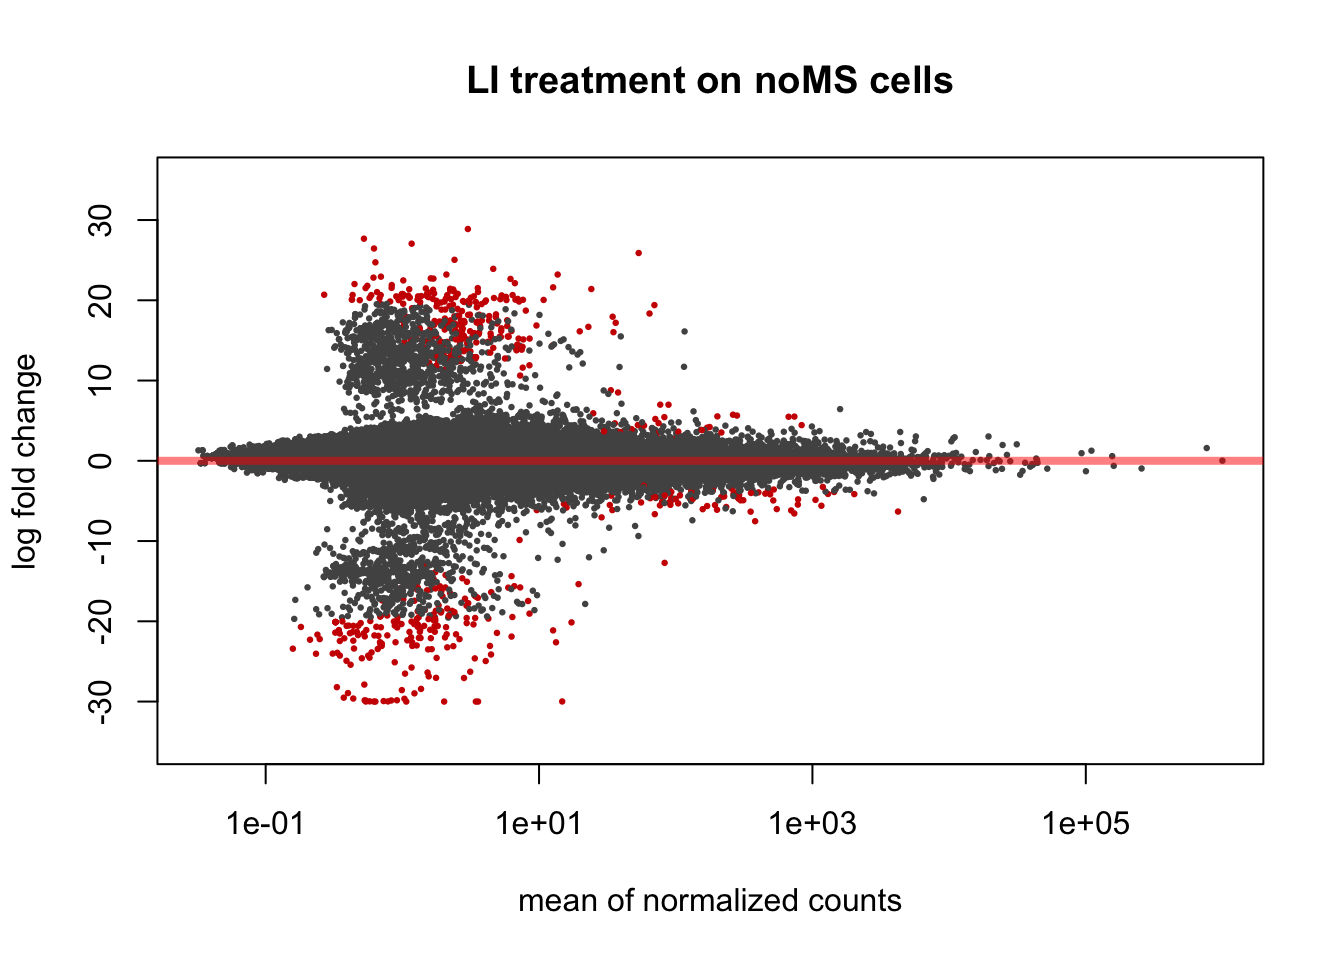 LI treatment on noMS cells
log fold change
30
20
10
0
-10
-20
-30
1e-01
1e+01
1e+03
1e+05
mean of normalized counts